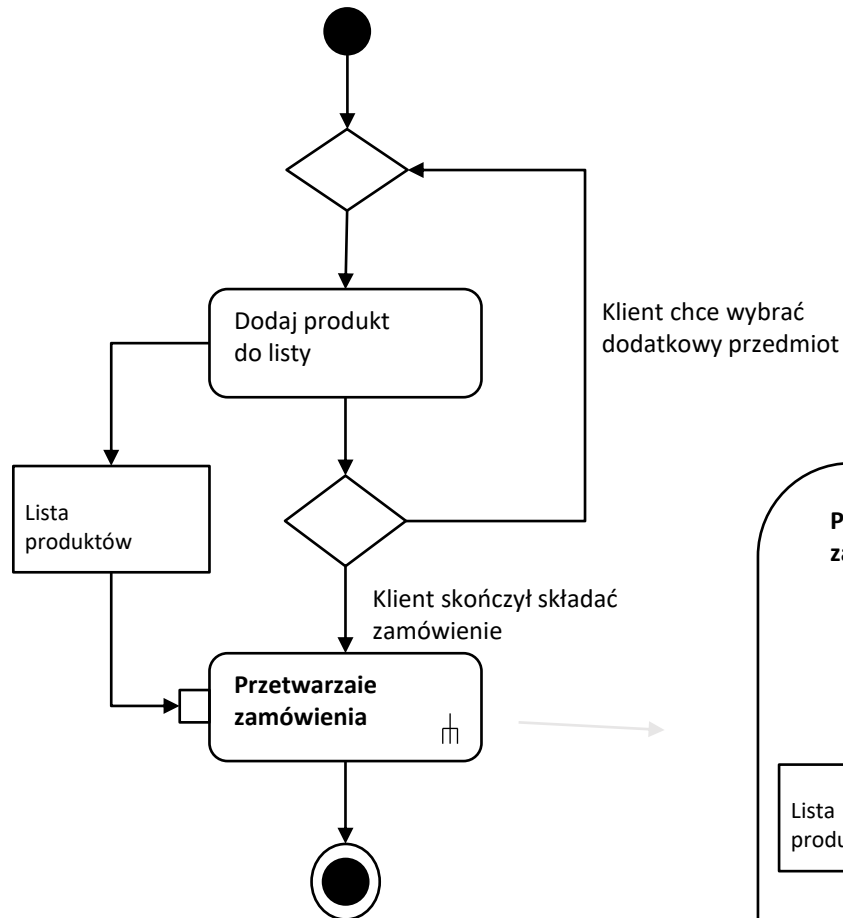 Dodaj produkt
do listy
Klient chce wybrać
dodatkowy przedmiot
Lista
produktów
Klient skończył składać
zamówienie
Przetwarzaie
zamówienia
Lista